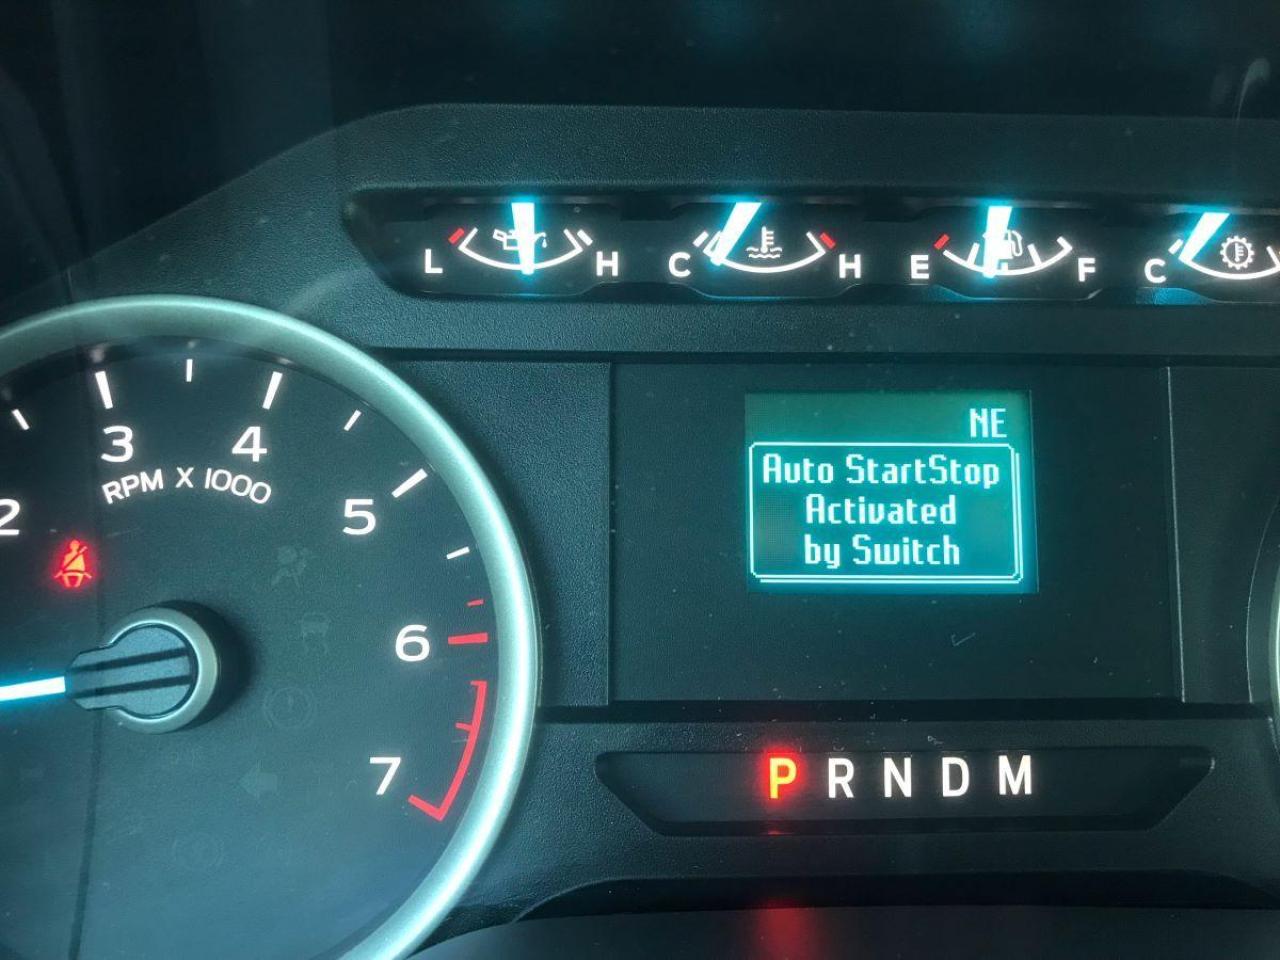 L H C H E F C
NE
Auto StartStop
Activated
by Switch
2 3 4 5 6 7
RPM X 1000
P R N D M